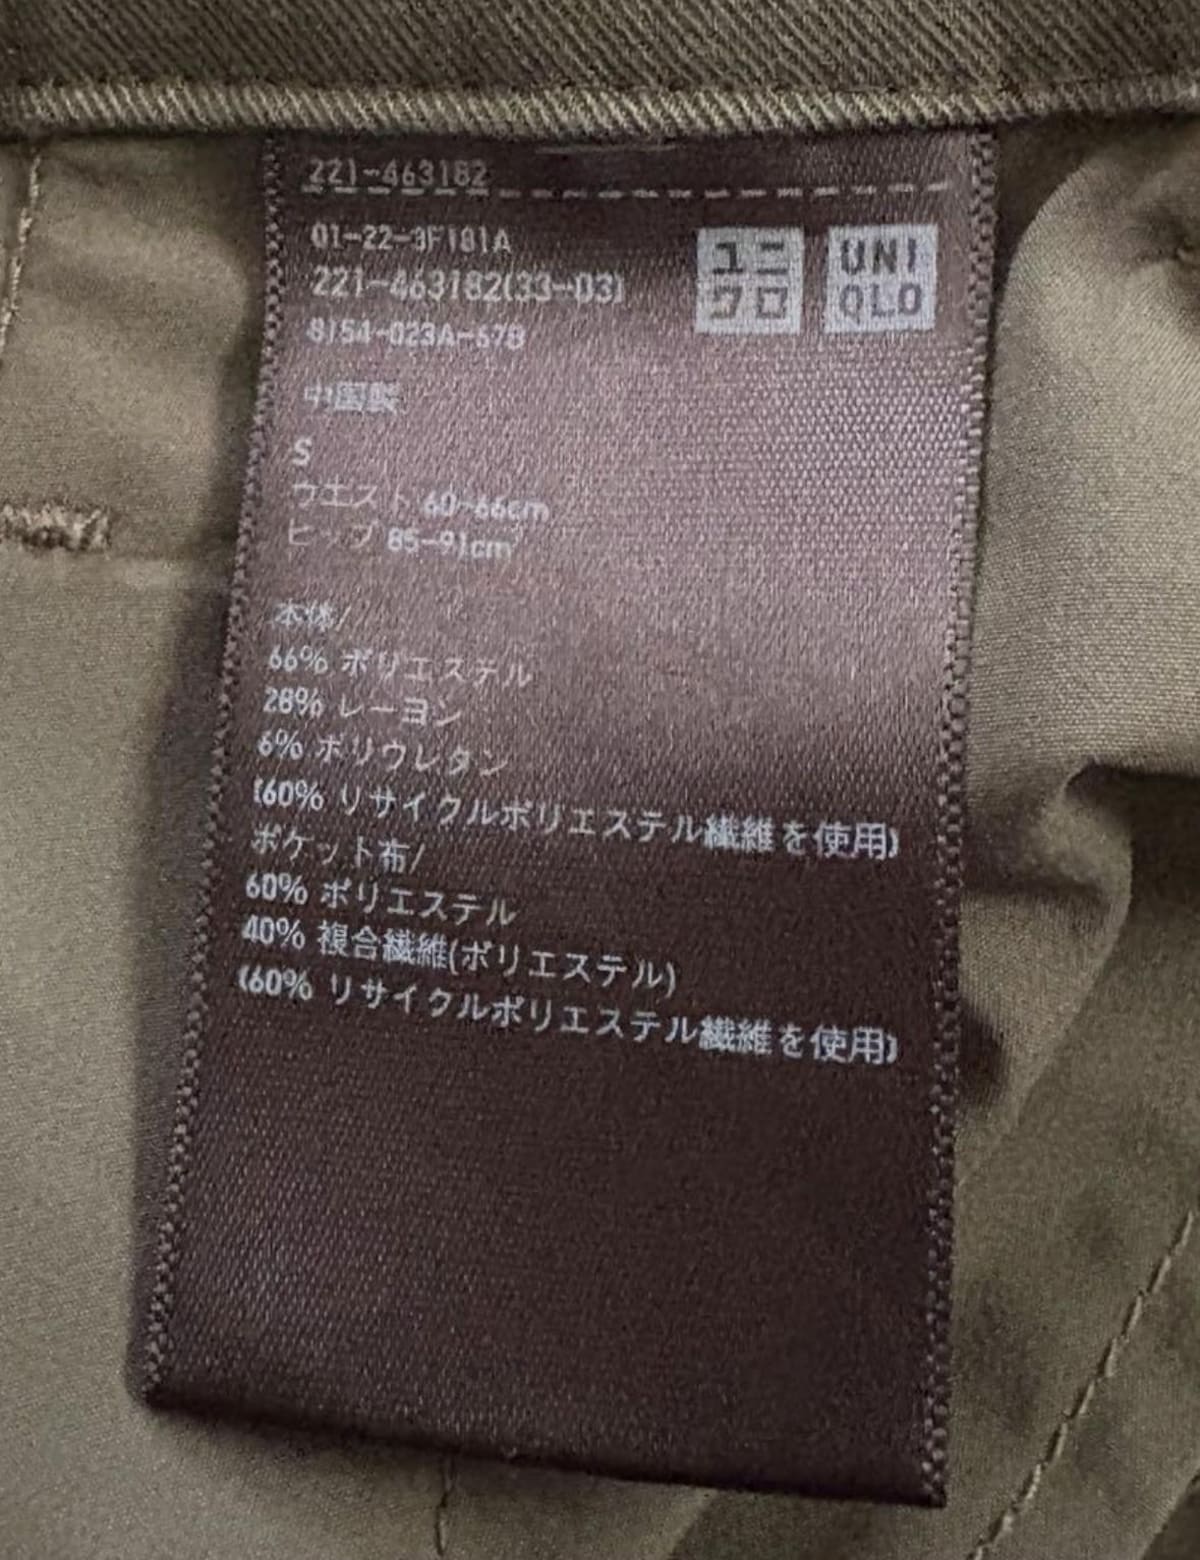 221-463182
01-22-3F181A
221-463182(33-03)
8154-023A-67B
ユニ
クロ
UNI
QLO
中国製
S
ウエスト 60-66cm
ヒップ 85-91cm
本体/
66% ポリエステル
28% レーヨン
6% ポリウレタン
(60% リサイクルポリエステル繊維を使用)
ポケット布/
60% ポリエステル
40% 複合繊維(ポリエステル)
(60% リサイクルポリエステル繊維を使用)